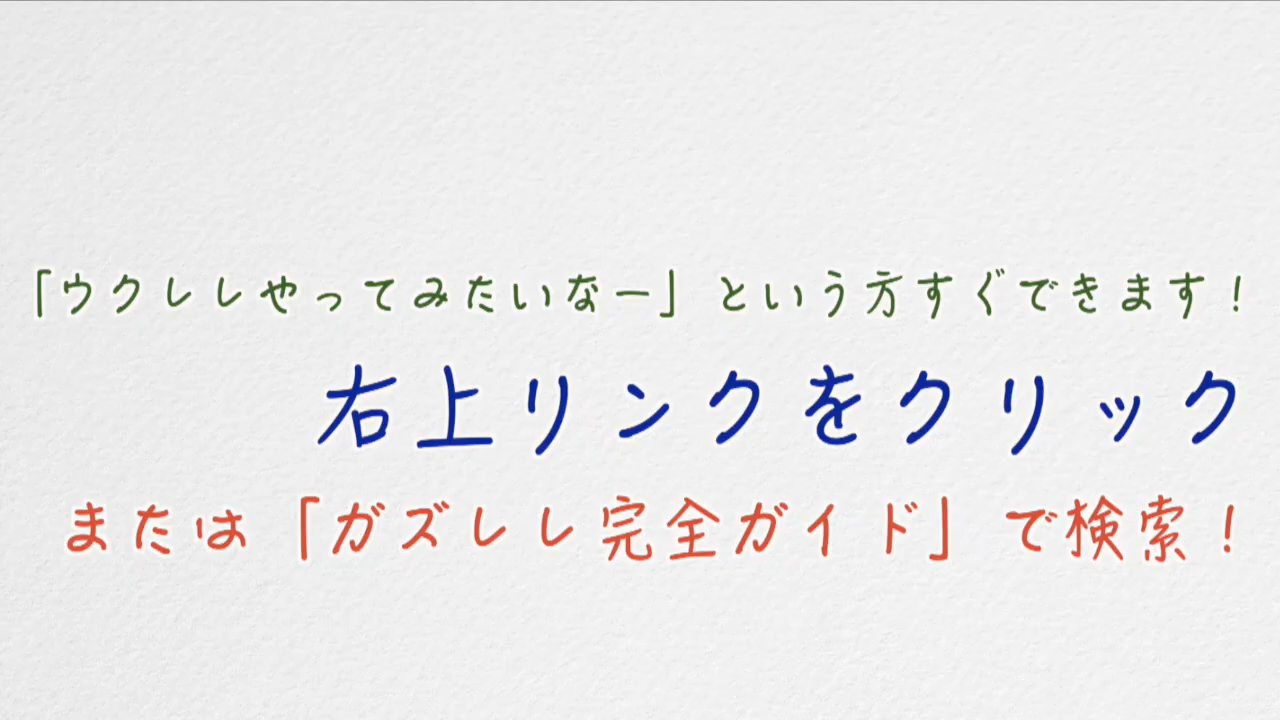 「ウクレレやってみたいなー」という方すぐできます！
右上リンクをクリック
または「ガズレレ完全ガイド」で検索！